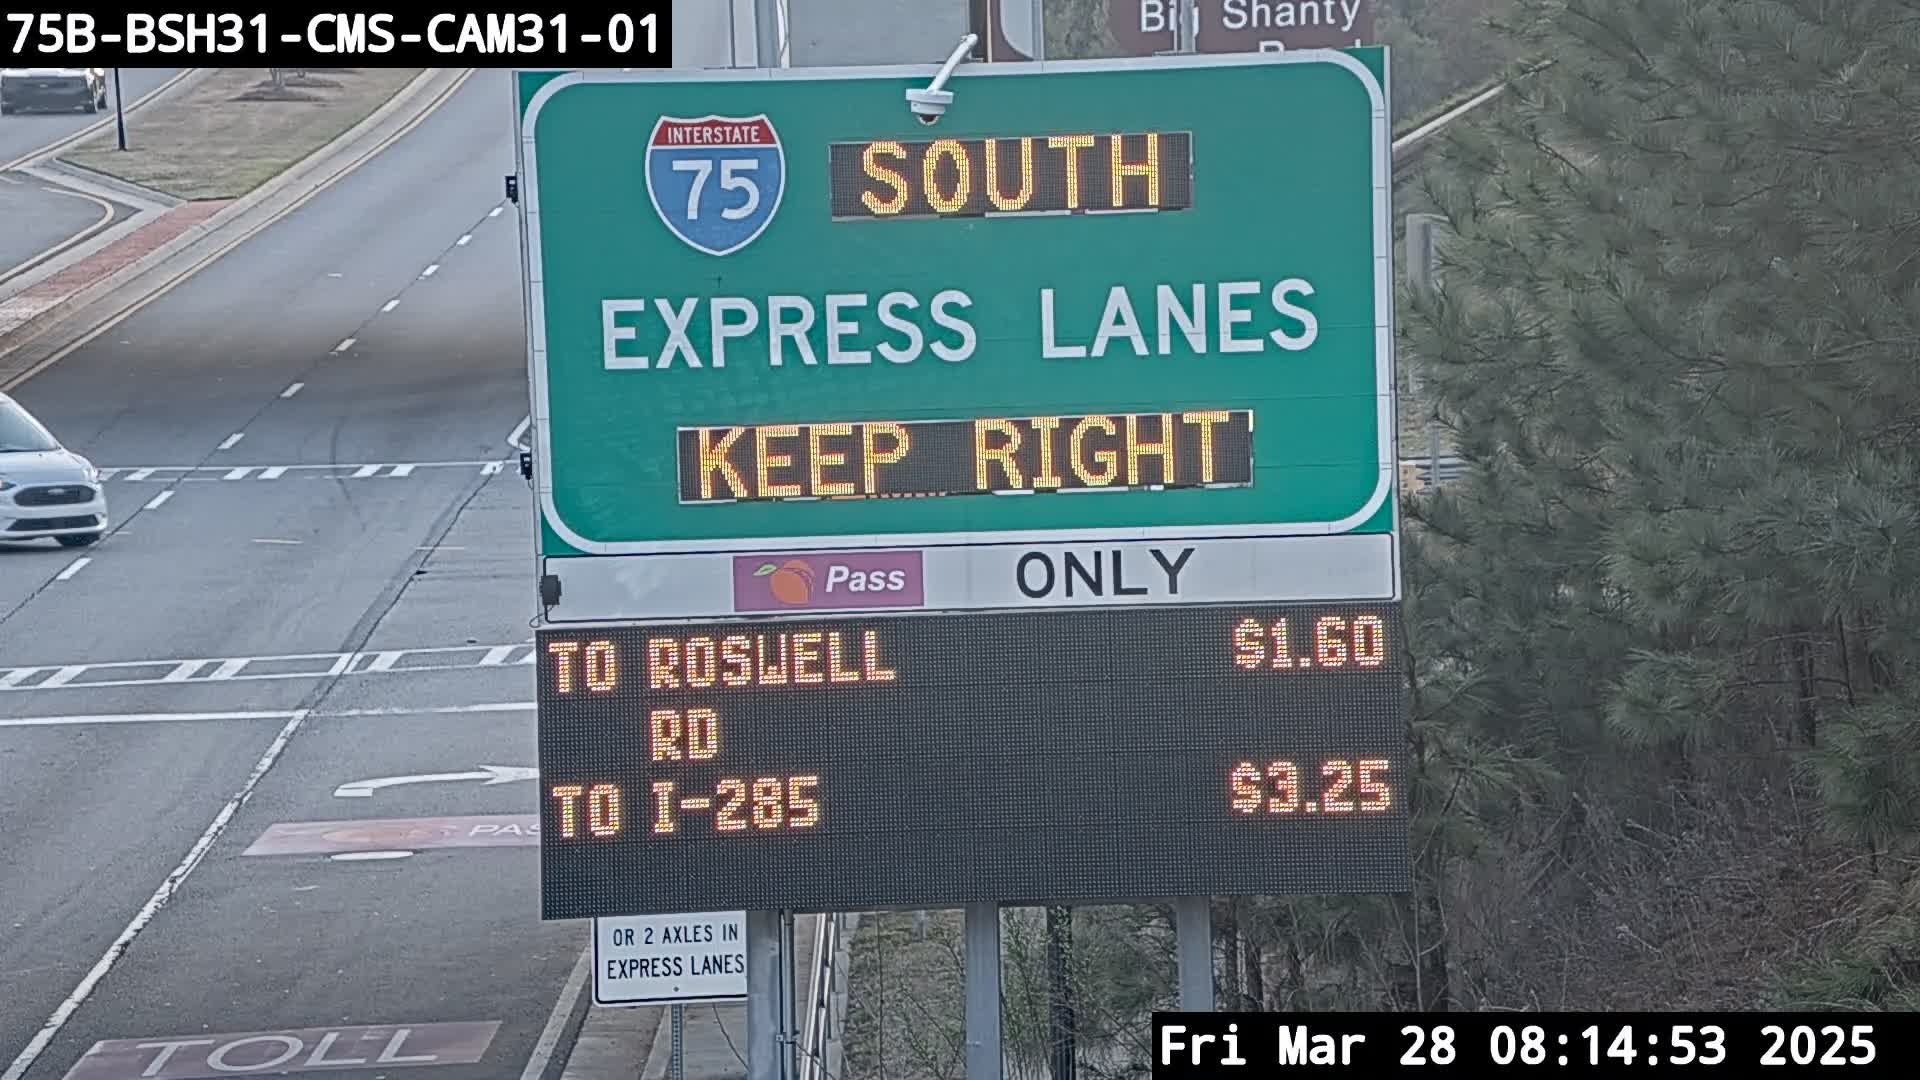 75B-BSH31-CMS-CAM31-01
Big Shanty
Road
INTERSTATE
75
SOUTH
EXPRESS LANES
KEEP RIGHT
Pass ONLY
TO ROSWELL $1.60
RD
TO I-285 $3.25
PAS
OR 2 AXLES IN
EXPRESS LANES
TOLL
Fri Mar 28 08:14:53 2025